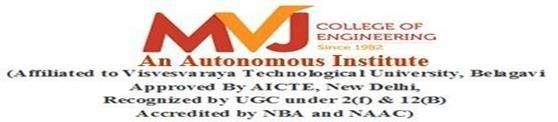 MVJ COLLEGE OF
ENGINEERING
Since 1982
An Autonomous Institute
(Affiliated to Visvesvaraya Technological University, Belagavi
Approved By AICTE, New Delhi,
Recognized by UGC under 2(f) & 12(B)
Accredited by NBA and NAAC)